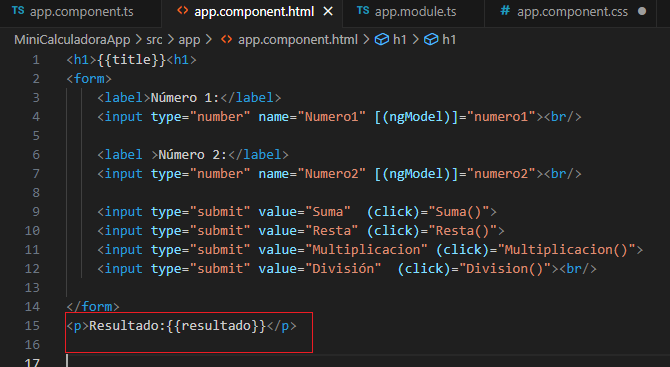 TS app.component.ts
<> app.component.html ×
TS app.module.ts
# app.component.css
MiniCalculadoraApp > src > app > <> app.component.html > h1 > h1
1 <h1>{{title}}<h1>
2 <form>
3 <label>Número 1:</label>
4 <input type="number" name="Numero1" [(ngModel)]="numero1"><br/>
5
6 <label >Número 2:</label>
7 <input type="number" name="Numero2" [(ngModel)]="numero2"><br/>
8
9 <input type="submit" value="Suma"  (click)="Suma()">
10 <input type="submit" value="Resta" (click)="Resta()">
11 <input type="submit" value="Multiplicacion" (click)="Multiplicacion()">
12 <input type="submit" value="División"  (click)="Division()"><br/>
13
14 </form>
15 <p>Resultado:{{resultado}}</p>
16
17